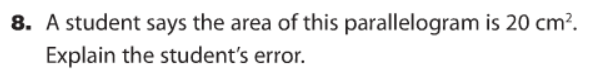 8. A student says the area of this parallelogram is 20 cm².
Explain the student’s error.